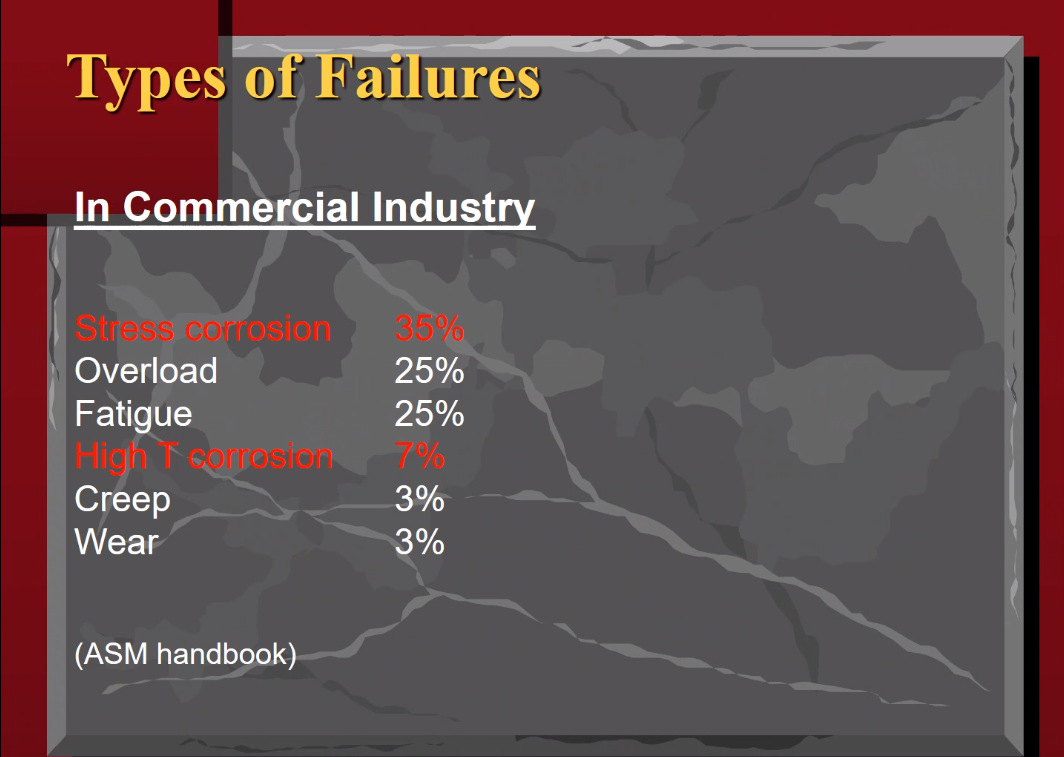 Types of Failures
In Commercial Industry
Stress corrosion 35%
Overload 25%
Fatigue 25%
High T corrosion 7%
Creep 3%
Wear 3%
(ASM handbook)